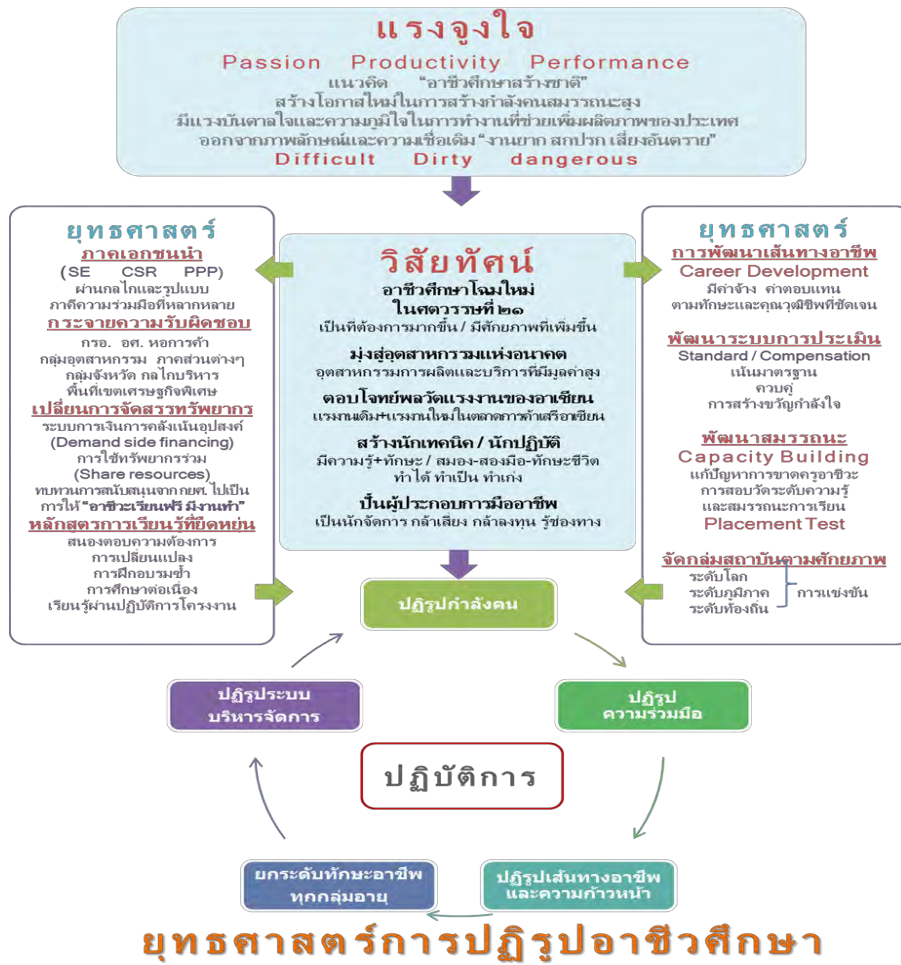 แรงจูงใจ
Passion Productivity Performance
แนวคิด "อาชีวศึกษาสร้างชาติ"
สร้างโอกาสใหม่ในการสร้างกำลังคนสมรรถนะสูง
มีแรงบันดาลใจและความภูมิใจในการทำงานที่ช่วยเพิ่มผลิตภาพของประเทศ
ออกจากภาพลักษณ์และความเชื่อเดิม "งานยาก สกปรก เสี่ยงอันตราย"
Difficult Dirty dangerous
ยุทธศาสตร์
ภาคเอกชนนำ
(SE CSR PPP)
ผ่านกลไกและรูปแบบ
ภาคีความร่วมมือที่หลากหลาย
กระจายความรับผิดชอบ
กรอ. อศ. หอการค้า
กลุ่มอุตสาหกรรม ภาคส่วนต่างๆ
กลุ่มจังหวัด กลไกบริหาร
พื้นที่เขตเศรษฐกิจพิเศษ
เปลี่ยนการจัดสรรทรัพยากร
ระบบการเงินการคลังเน้นอุปสงค์
(Demand side financing)
การใช้ทรัพยากรร่วม
(Share resources)
ทบทวนการสนับสนุนจากกยศ. ไปเป็น
การให้ "อาชีวะเรียนฟรี มีงานทำ"
หลักสูตรการเรียนรู้ที่ยืดหยุ่น
สนองตอบความต้องการ
การเปลี่ยนแปลง
การฝึกอบรมซ้ำ
การศึกษาต่อเนื่อง
เรียนรู้ผ่านปฏิบัติการโครงงาน
วิสัยทัศน์
อาชีวศึกษาโฉมใหม่
ในศตวรรษที่ ๒๑
เป็นที่ต้องการมากขึ้น / มีศักยภาพที่เพิ่มขึ้น
มุ่งสู่อุตสาหกรรมแห่งอนาคต
อุตสาหกรรมการผลิตและบริการที่มีมูลค่าสูง
ตอบโจทย์พลวัตแรงงานของอาเซียน
แรงงานเดิม+แรงงานใหม่ในตลาดการค้าเสรีอาเซียน
สร้างนักเทคนิค / นักปฏิบัติ
มีความรู้+ทักษะ / สมอง-สองมือ-ทักษะชีวิต
ทำได้ ทำเป็น ทำเก่ง
ปั้นผู้ประกอบการมืออาชีพ
เป็นนักจัดการ กล้าเสี่ยง กล้าลงทุน รู้ช่องทาง
ยุทธศาสตร์
การพัฒนาเส้นทางอาชีพ
Career Development
มีค่าจ้าง ค่าตอบแทน
ตามทักษะและคุณวุฒิชีพที่ชัดเจน
พัฒนาระบบการประเมิน
Standard / Compensation
เน้นมาตรฐาน
ควบคู่
การสร้างขวัญกำลังใจ
พัฒนาสมรรถนะ
Capacity Building
แก้ปัญหาการขาดครูอาชีวะ
การสอบวัดระดับความรู้
และสมรรถนะการเรียน
Placement Test
จัดกลุ่มสถาบันตามศักยภาพ
ระดับโลก
ระดับภูมิภาค การแข่งขัน
ระดับท้องถิ่น
ปฏิรูปกำลังคน
ปฏิรูประบบ
บริหารจัดการ
ปฏิรูป
ความร่วมมือ
ปฏิบัติการ
ยกระดับทักษะอาชีพ
ทุกกลุ่มอายุ
ปฏิรูปเส้นทางอาชีพ
และความก้าวหน้า
ยุทธศาสตร์การปฏิรูปอาชีวศึกษา